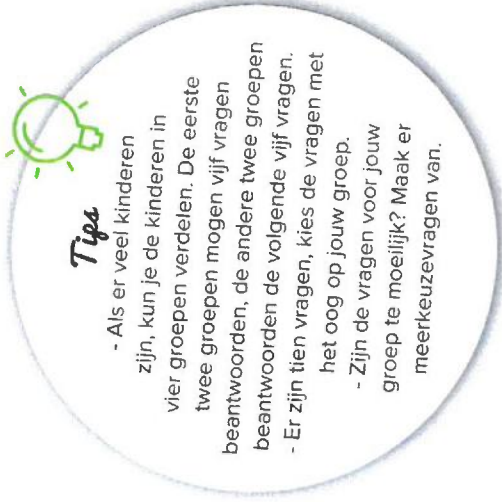 Tips
- Als er veel kinderen
zijn, kun je de kinderen in
vier groepen verdelen. De eerste
twee groepen mogen vijf vragen
beantwoorden, de andere twee groepen
beantwoorden de volgende vijf vragen.
- Er zijn tien vragen, kies de vragen met
het oog op jouw groep.
- Zijn de vragen voor jouw
groep te moeilijk? Maak er
meerkeuzevragen van.